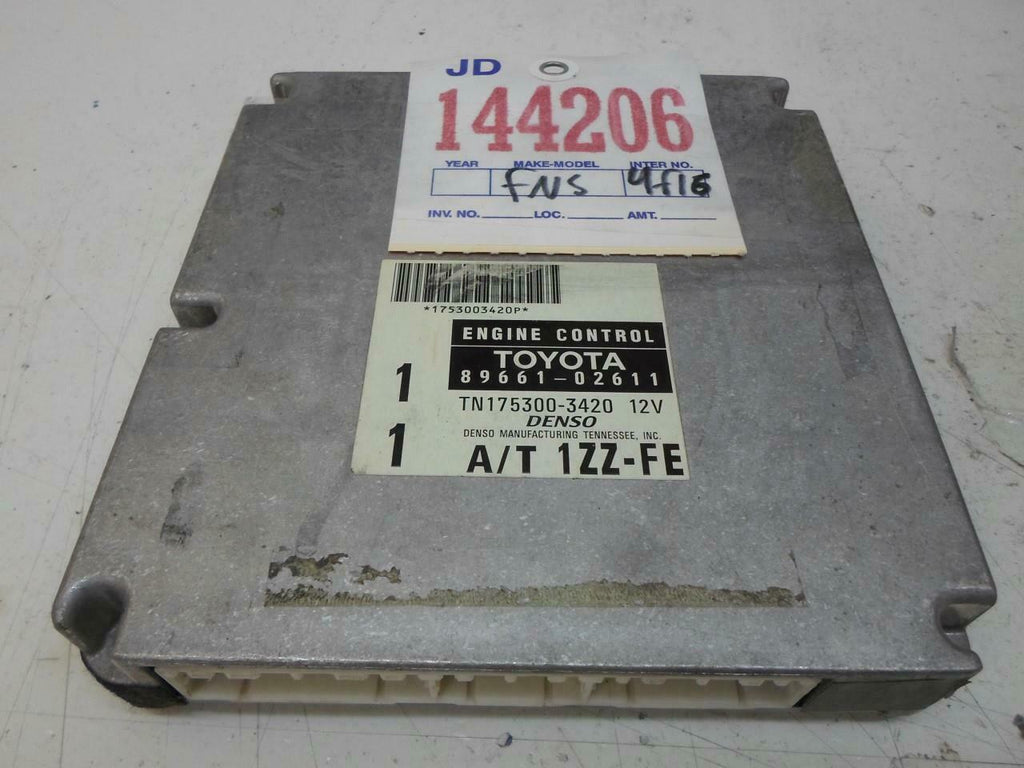 JD
144206
YEAR MAKE-MODEL INTER NO.
FNS
INV. NO. LOC. AMT.
*1753003420P*
ENGINE CONTROL
TOYOTA
89661-02611
1
TN175300-3420 12V
DENSO
DENSO MANUFACTURING TENNESSEE, INC.
1
A/T 1ZZ-FE